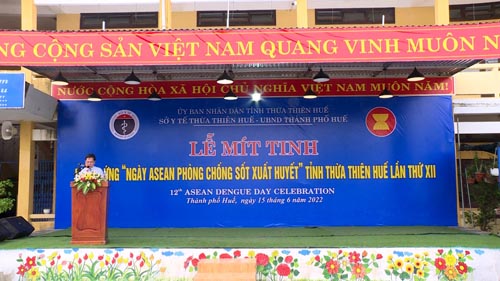 NG CỘNG SẢN VIỆT NAM QUANG VINH MUÔN N
NƯỚC CỘNG HÒA XÃ HỘI CHỦ NGHĨA VIỆT NAM MUÔN NĂM!
ỦY BAN NHÂN DÂN TỈNH THỪA THIÊN HUẾ
SỞ Y TẾ THỪA THIÊN HUẾ - UBND THÀNH PHỐ HUẾ
LỄ MÍT TINH
ỨNG "NGÀY ASEAN PHÒNG CHỐNG SỐT XUẤT HUYẾT" TỈNH THỪA THIÊN HUẾ LẦN THỨ XII
12th ASEAN DENGUE DAY CELEBRATION
Thành phố Huế, ngày 15 tháng 6 năm 2022